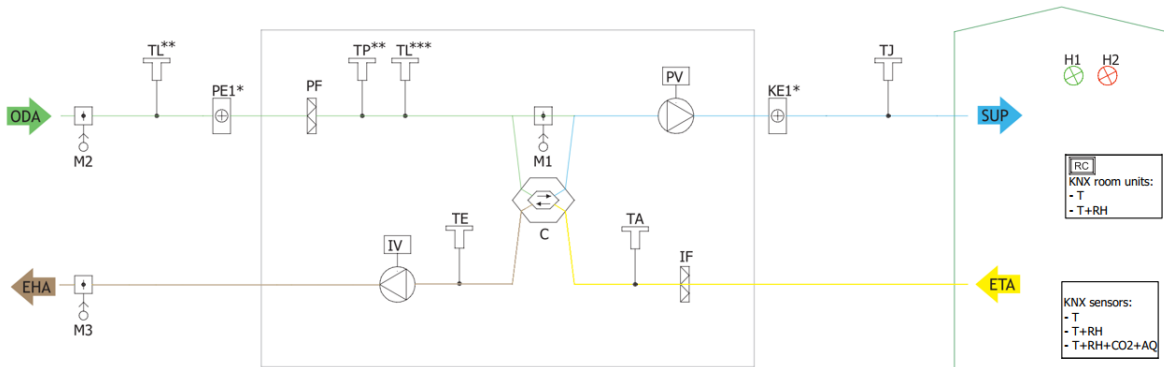 TL**
TP**
TL***
TJ
H1
H2
PE1*
PF
PV
KE1*
ODA
SUP
M2
M1
RC
KNX room units:
- T
- T+RH
C
TE
TA
IV
IF
EHA
ETA
M3
KNX sensors:
- T
- T+RH
- T+RH+CO2+AQ